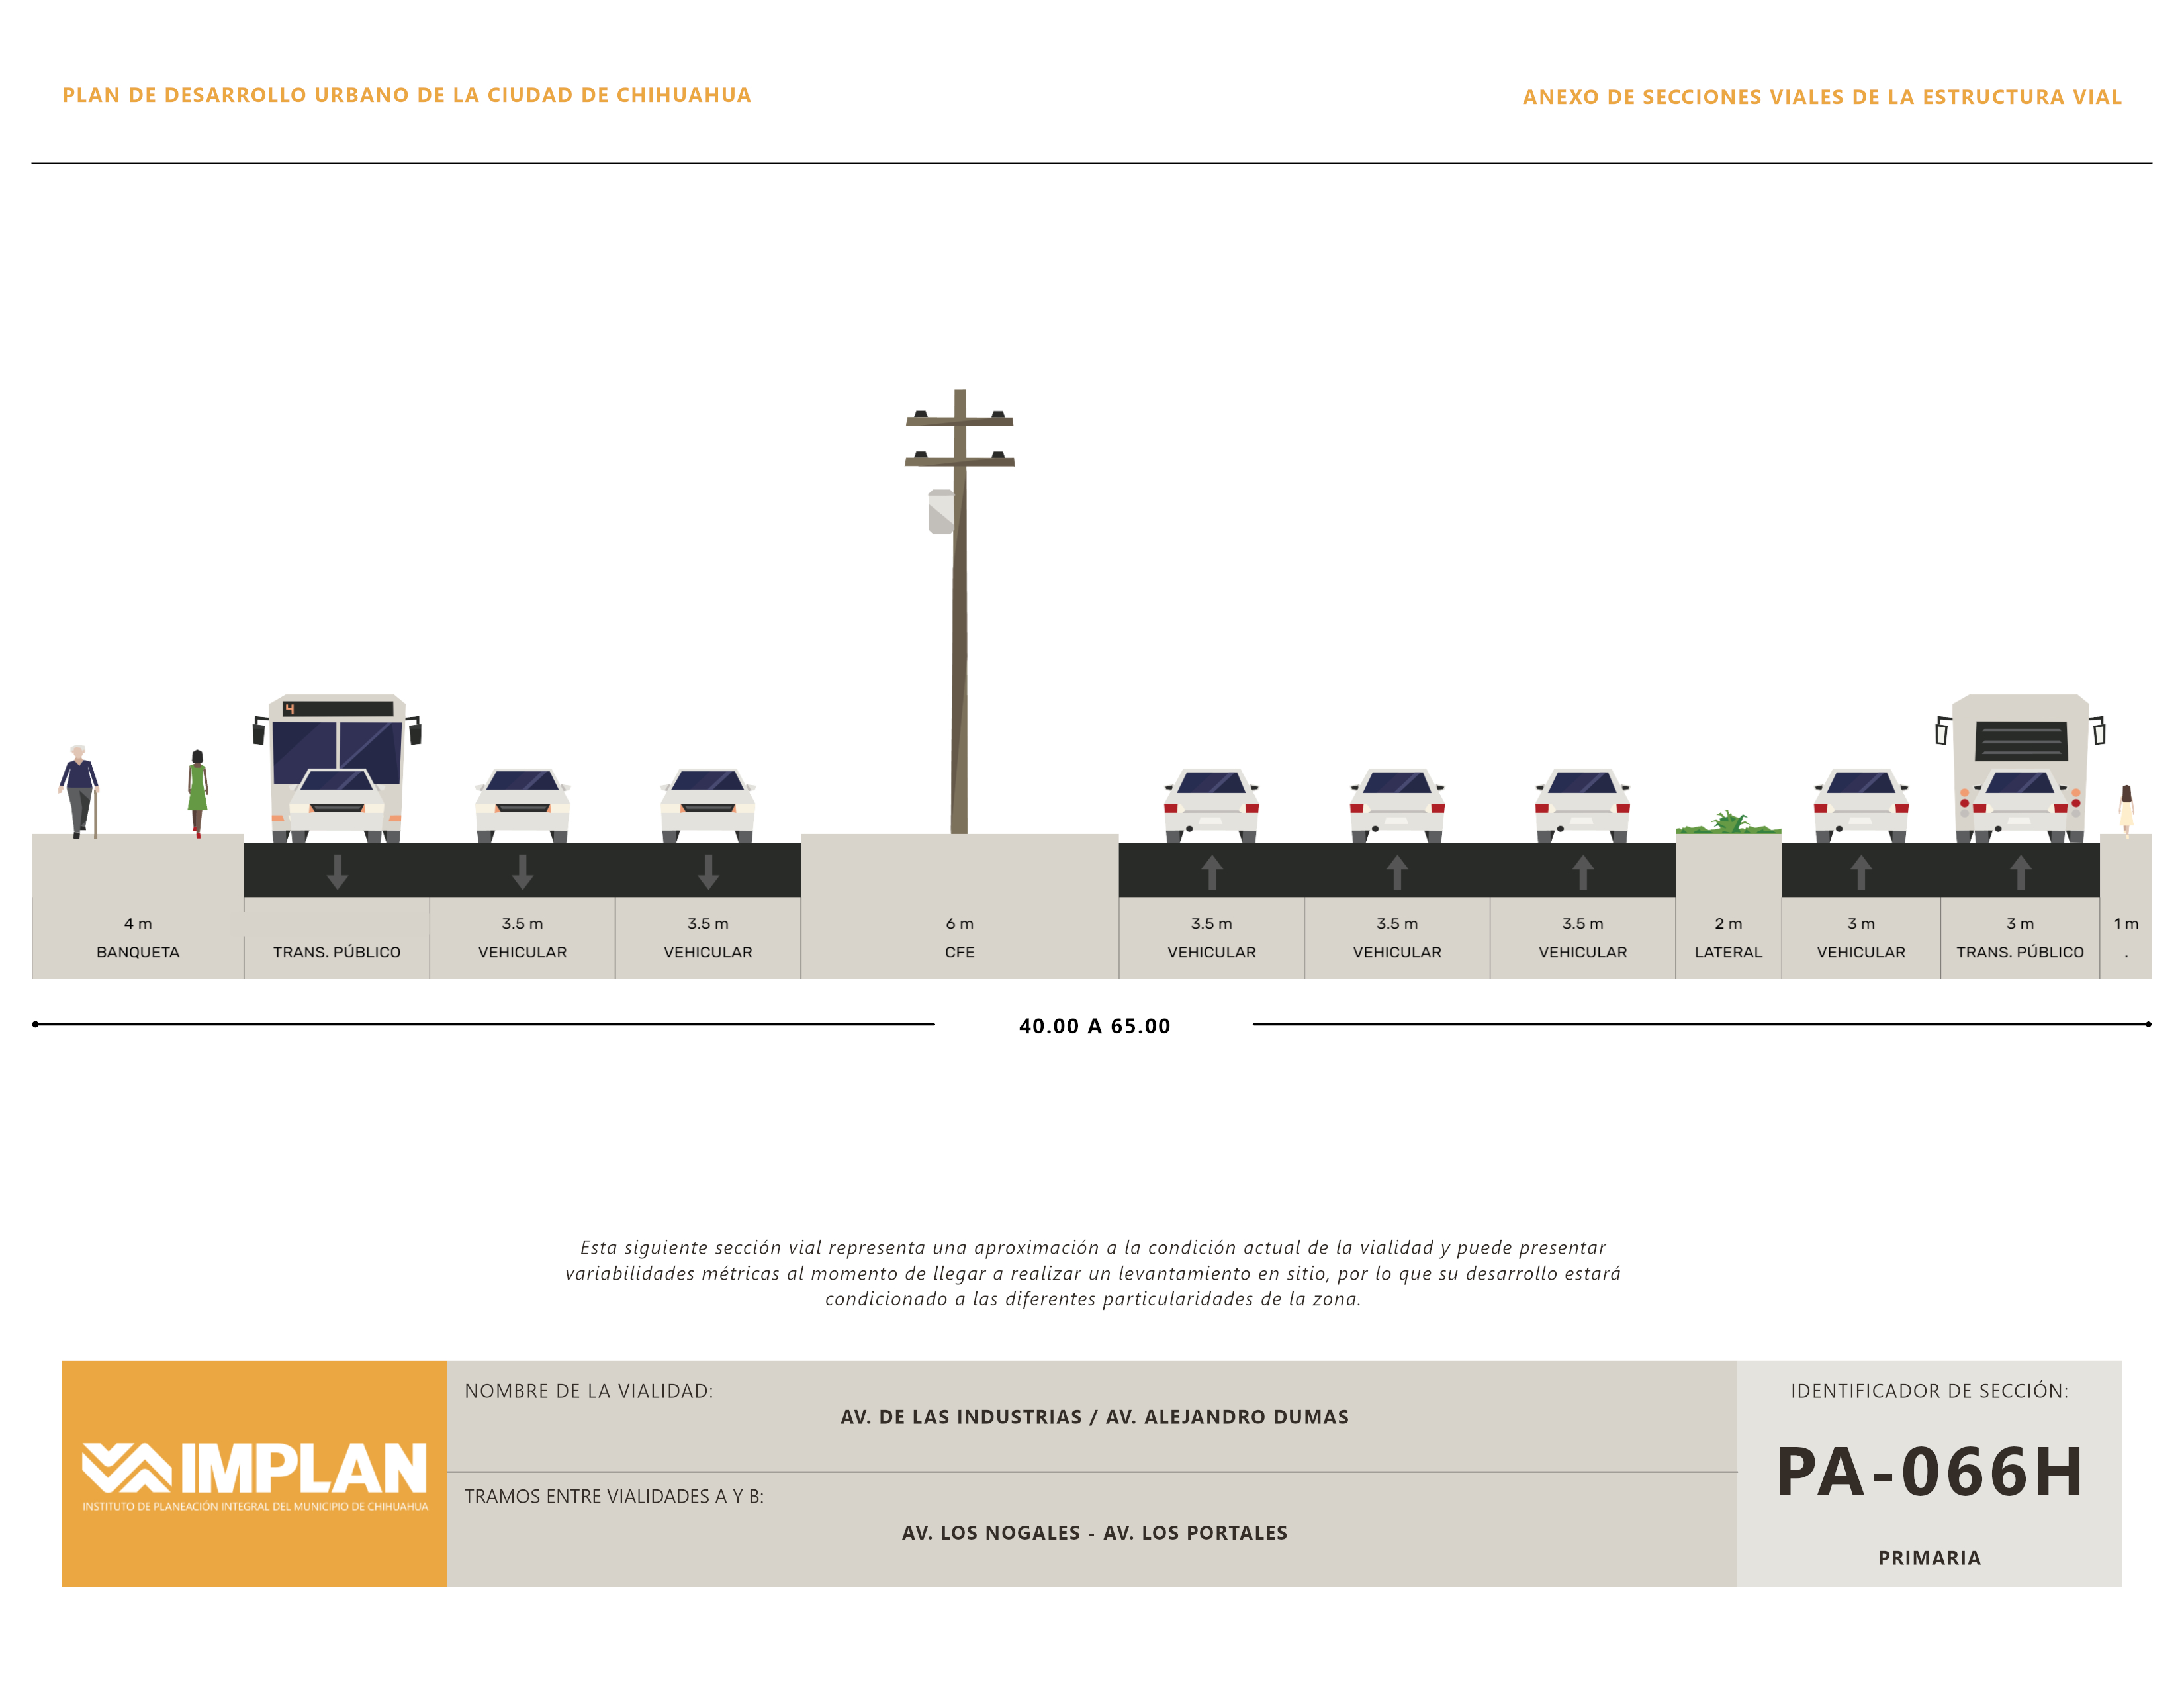 PLAN DE DESARROLLO URBANO DE LA CIUDAD DE CHIHUAHUA
ANEXO DE SECCIONES VIALES DE LA ESTRUCTURA VIAL
4
4 m
BANQUETA
TRANS. PÚBLICO
3.5 m
VEHICULAR
3.5 m
VEHICULAR
6 m
CFE
3.5 m
VEHICULAR
3.5 m
VEHICULAR
3.5 m
VEHICULAR
2 m
LATERAL
3 m
VEHICULAR
3 m
TRANS. PÚBLICO
1 m
.
40.00 A 65.00
Esta siguiente sección vial representa una aproximación a la condición actual de la vialidad y puede presentar
variabilidades métricas al momento de llegar a realizar un levantamiento en sitio, por lo que su desarrollo estará
condicionado a las diferentes particularidades de la zona.
IMPLAN
INSTITUTO DE PLANEACIÓN INTEGRAL DEL MUNICIPIO DE CHIHUAHUA
NOMBRE DE LA VIALIDAD:
AV. DE LAS INDUSTRIAS / AV. ALEJANDRO DUMAS
TRAMOS ENTRE VIALIDADES A Y B:
AV. LOS NOGALES - AV. LOS PORTALES
IDENTIFICADOR DE SECCIÓN:
PA-066H
PRIMARIA